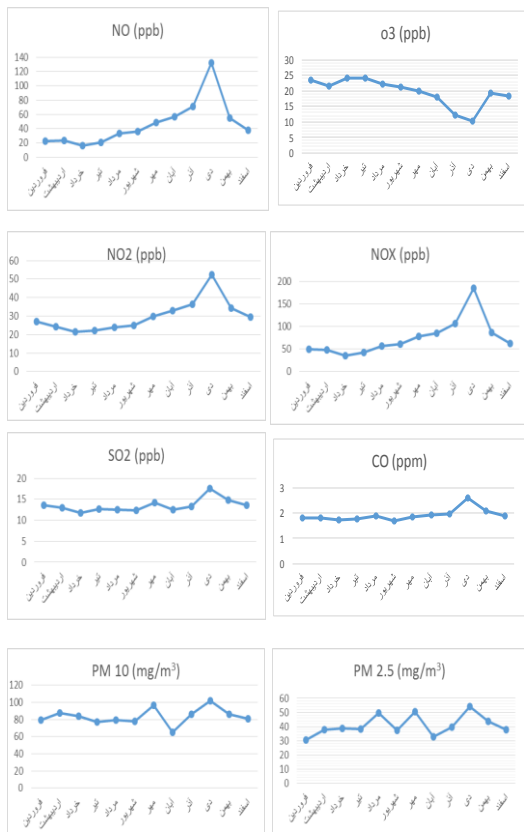 NO (ppb)
140
120
100
80
60
40
20
0
فروردین
اردیبهشت
خرداد
تیر
مرداد
شهریور
مهر
آبان
آذر
دی
بهمن
اسفند
o3 (ppb)
30
25
20
15
10
5
0
فروردین
اردیبهشت
خرداد
تیر
مرداد
شهریور
مهر
آبان
آذر
دی
بهمن
اسفند
NO2 (ppb)
60
50
40
30
20
10
0
فروردین
اردیبهشت
خرداد
تیر
مرداد
شهریور
مهر
آبان
آذر
دی
بهمن
اسفند
NOX (ppb)
200
150
100
50
0
فروردین
اردیبهشت
خرداد
تیر
مرداد
شهریور
مهر
آبان
آذر
دی
بهمن
اسفند
SO2 (ppb)
20
15
10
5
0
فروردین
اردیبهشت
خرداد
تیر
مرداد
شهریور
مهر
آبان
آذر
دی
بهمن
اسفند
CO (ppm)
3
2
1
0
فروردین
اردیبهشت
خرداد
تیر
مرداد
شهریور
مهر
آبان
آذر
دی
بهمن
اسفند
PM 10 (mg/m³)
120
100
80
60
40
20
0
فروردین
اردیبهشت
خرداد
تیر
مرداد
شهریور
مهر
آبان
آذر
دی
بهمن
اسفند
PM 2.5 (mg/m³)
60
50
40
30
20
10
0
فروردین
اردیبهشت
خرداد
تیر
مرداد
شهریور
مهر
آبان
آذر
دی
بهمن
اسفند